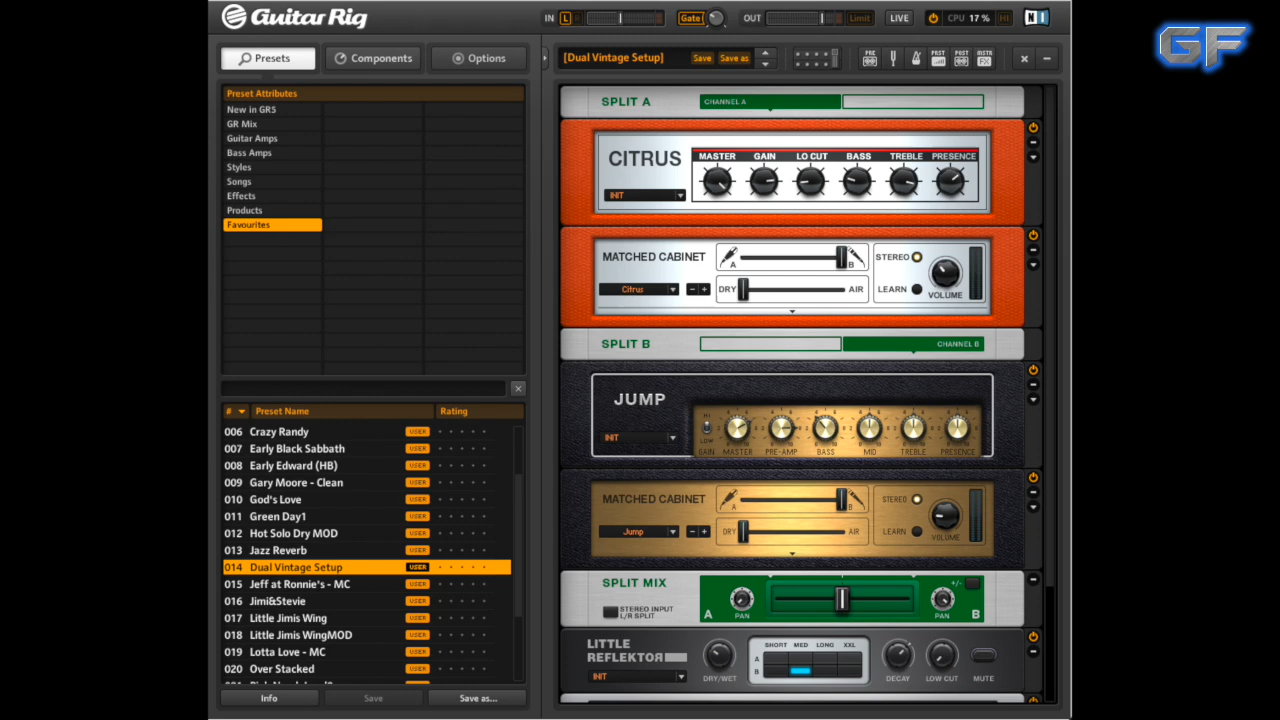 Guitar Rig
IN L R Gate OUT Limit LIVE CPU 17 % HI
GF
Presets Components Options
[Dual Vintage Setup] Save Save as PRE PRST POST MSTR FX
Preset Attributes
New in GR5
GR Mix
Guitar Amps
Bass Amps
Styles
Songs
Effects
Products
Favourites
# Preset Name Rating
006 Crazy Randy USER
007 Early Black Sabbath USER
008 Early Edward (HB) USER
009 Gary Moore - Clean USER
010 God's Love USER
011 Green Day1 USER
012 Hot Solo Dry MOD USER
013 Jazz Reverb USER
014 Dual Vintage Setup USER
015 Jeff at Ronnie's - MC USER
016 Jimi&Stevie USER
017 Little Jimis Wing USER
018 Little Jimis WingMOD USER
019 Lotta Love - MC USER
020 Over Stacked USER
Info Save Save as...
SPLIT A CHANNEL A
CITRUS
MASTER GAIN LO CUT BASS TREBLE PRESENCE
INIT
MATCHED CABINET A B STEREO
Citrus DRY AIR LEARN VOLUME
SPLIT B CHANNEL B
JUMP
INIT
HI LOW
GAIN MASTER PRE-AMP BASS MID TREBLE PRESENCE
MATCHED CABINET A B STEREO
Jump DRY AIR LEARN VOLUME
SPLIT MIX +/-
STEREO INPUT
L/R SPLIT
A PAN PAN B
LITTLE
REFLEKTOR
INIT
SHORT MED LONG XXL
A
B
DRY/WET DECAY LOW CUT MUTE